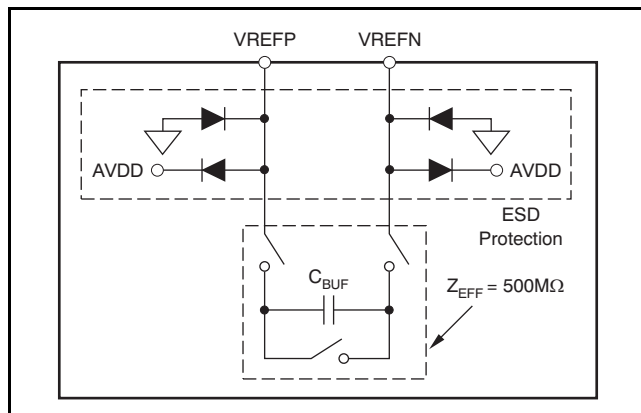 VREFP VREFN
AVDD AVDD
ESD
Protection
C_BUF
Z_EFF = 500MΩ